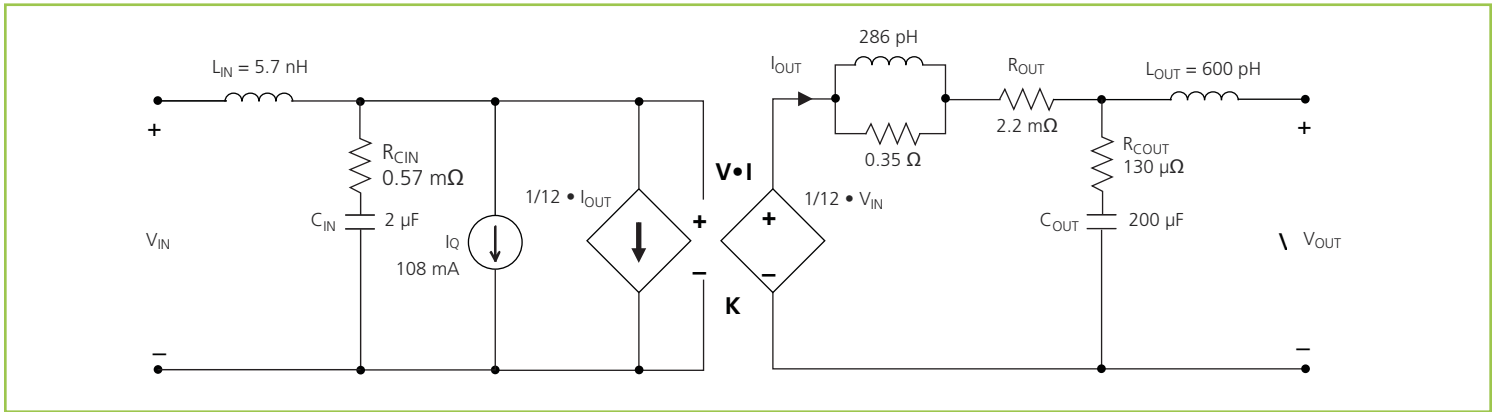 L_IN = 5.7 nH
+
−
V_IN
R_CIN
0.57 mΩ
C_IN
2 µF
I_Q
108 mA
1/12 • I_OUT
+
−
V•I
K
1/12 • V_IN
+
−
I_OUT
286 pH
0.35 Ω
R_OUT
2.2 mΩ
R_COUT
130 µΩ
C_OUT
200 µF
L_OUT = 600 pH
+
−
\ V_OUT